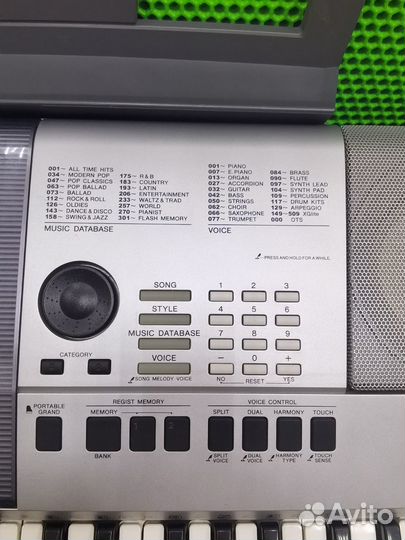 001~ ALL TIME HITS
034~ MODERN POP
047~ POP CLASSICS
063~ POP BALLAD
073~ BALLAD
112~ ROCK & ROLL
126~ OLDIES
143~ DANCE & DISCO
158~ SWING & JAZZ
175~ R & B
183~ COUNTRY
193~ LATIN
206~ ENTERTAINMENT
233~ WALTZ & TRAD
257~ WORLD
270~ PIANIST
301~ FLASH MEMORY
MUSIC DATABASE
001~ PIANO
007~ E.PIANO
013~ ORGAN
027~ ACCORDION
032~ GUITAR
042~ BASS
050~ STRINGS
062~ CHOIR
066~ SAXOPHONE
077~ TRUMPET
084~ BRASS
090~ FLUTE
097~ SYNTH LEAD
104~ SYNTH PAD
109~ PERCUSSION
117~ DRUM KITS
129~ ARPEGGIO
149~509 XGlite
000 OTS
VOICE
~PRESS AND HOLD FOR A WHILE.
SONG
STYLE
MUSIC DATABASE
VOICE
SONG MELODY VOICE
1 2 3
4 5 6
7 8 9
– 0 +
NO RESET YES
CATEGORY
PORTABLE
GRAND
REGIST MEMORY
MEMORY
1 2
BANK
VOICE CONTROL
SPLIT DUAL HARMONY TOUCH
SPLIT VOICE
DUAL VOICE
HARMONY TYPE
TOUCH SENSE
Avito